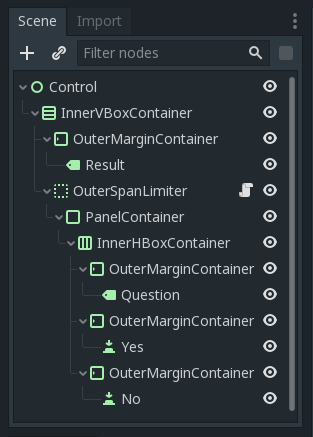 Scene
Import
Filter nodes
Control
InnerVBoxContainer
OuterMarginContainer
Result
OuterSpanLimiter
PanelContainer
InnerHBoxContainer
OuterMarginContainer
Question
OuterMarginContainer
Yes
OuterMarginContainer
No